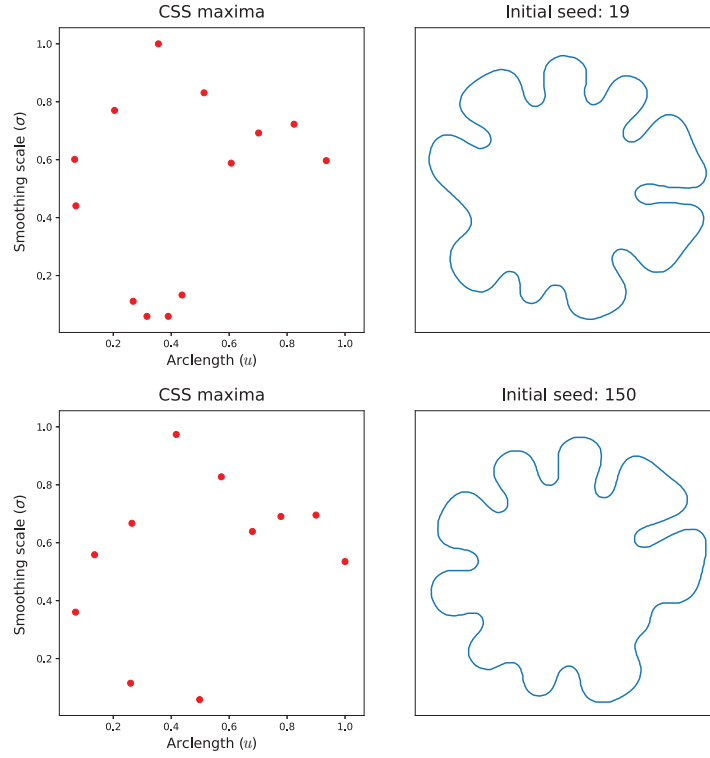 CSS maxima
Initial seed: 19
1.0
0.8
0.6
0.4
0.2
Smoothing scale (σ)
0.2 0.4 0.6 0.8 1.0
Arclength (u)
CSS maxima
Initial seed: 150
1.0
0.8
0.6
0.4
0.2
Smoothing scale (σ)
0.2 0.4 0.6 0.8 1.0
Arclength (u)